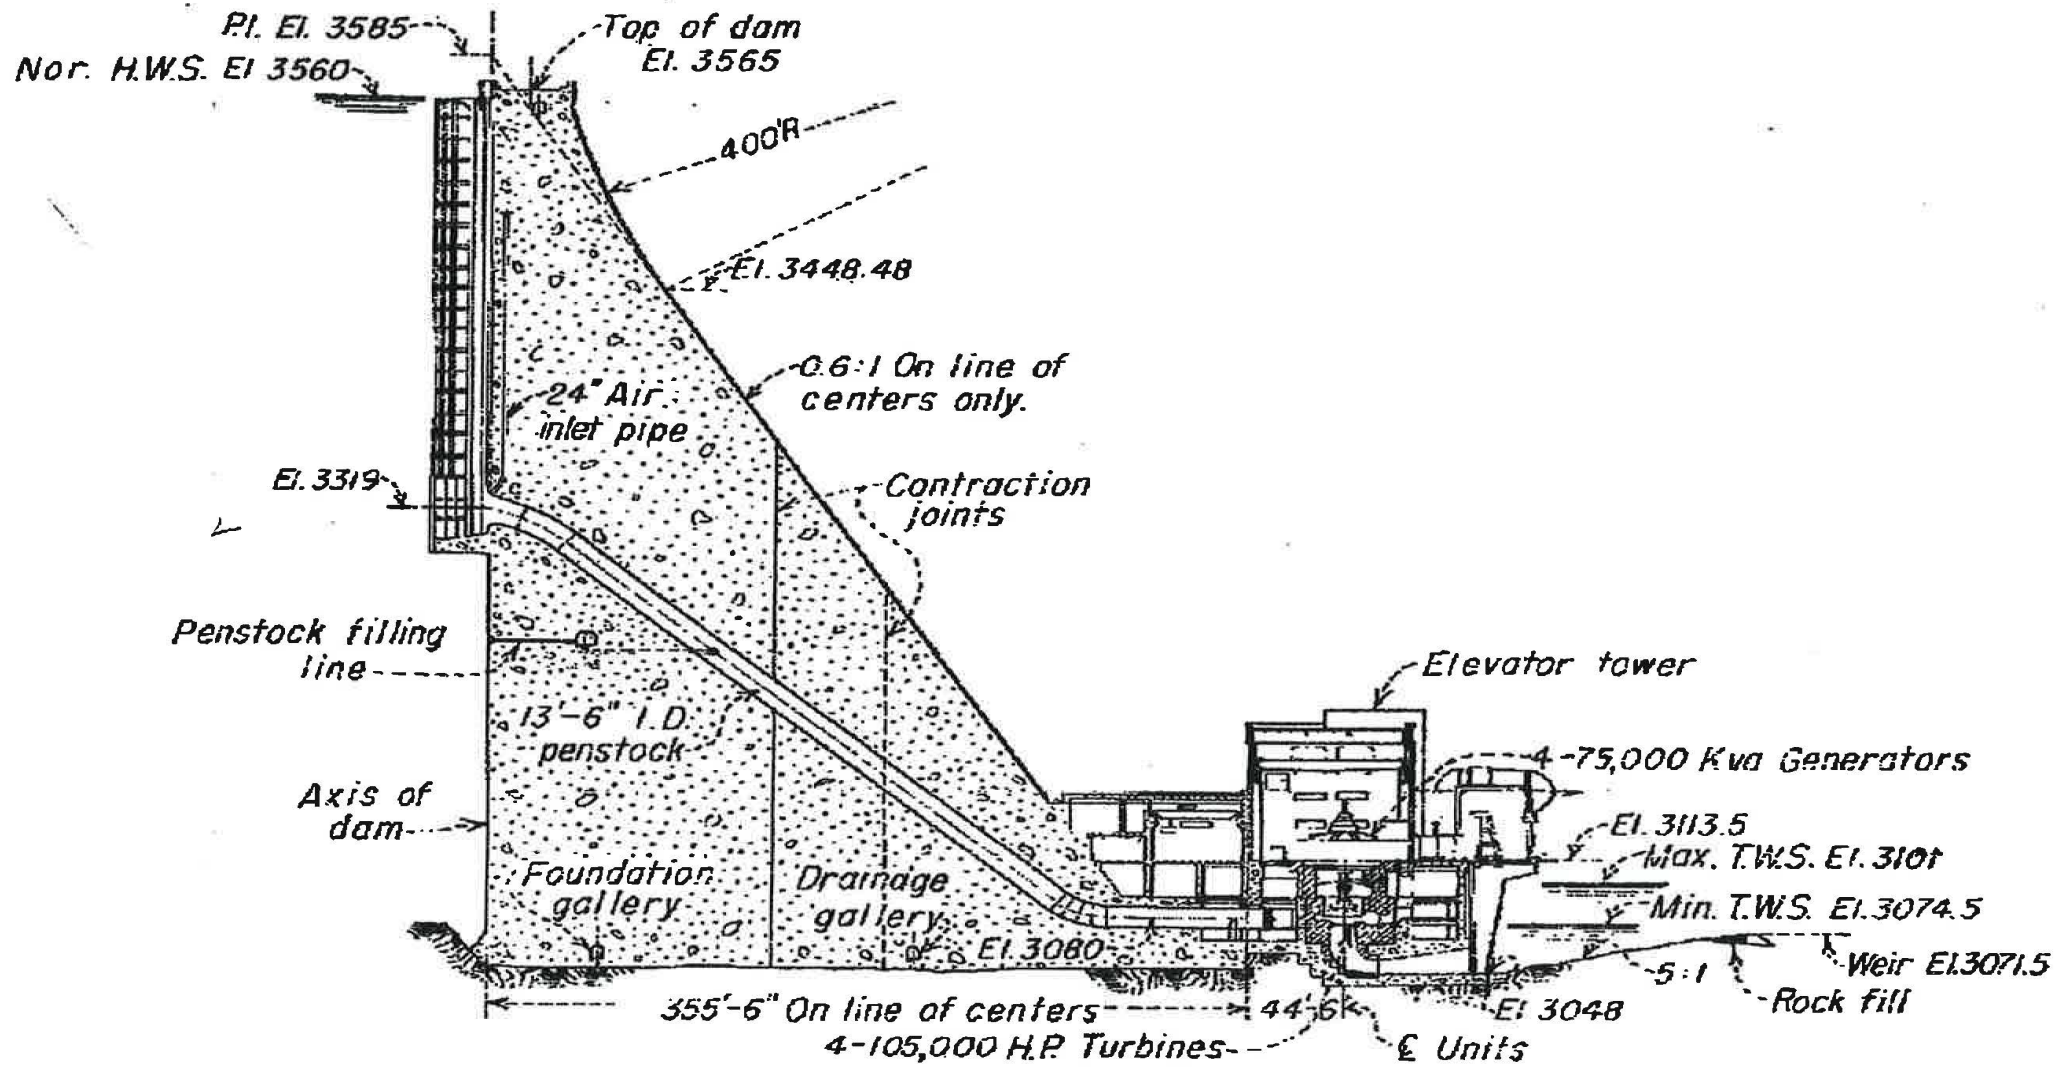 P.I. El. 3585
Nor. H.W.S. El 3560
Top of dam
El. 3565
400'R
El. 3448.48
0.6:1 On line of
centers only.
24" Air
inlet pipe
El. 3319
Contraction
joints
Penstock filling
line
13'-6" I.D.
penstock
Elevator tower
4-75,000 Kva Generators
Axis of
dam
El. 3113.5
Max. T.W.S. El. 3101
Foundation
gallery
Drainage
gallery
Min. T.W.S. El. 3074.5
El. 3080
5:1
Weir El.3071.5
Rock fill
355'-6" On line of centers
44'-6"
El 3048
4-105,000 H.P. Turbines
℄ Units